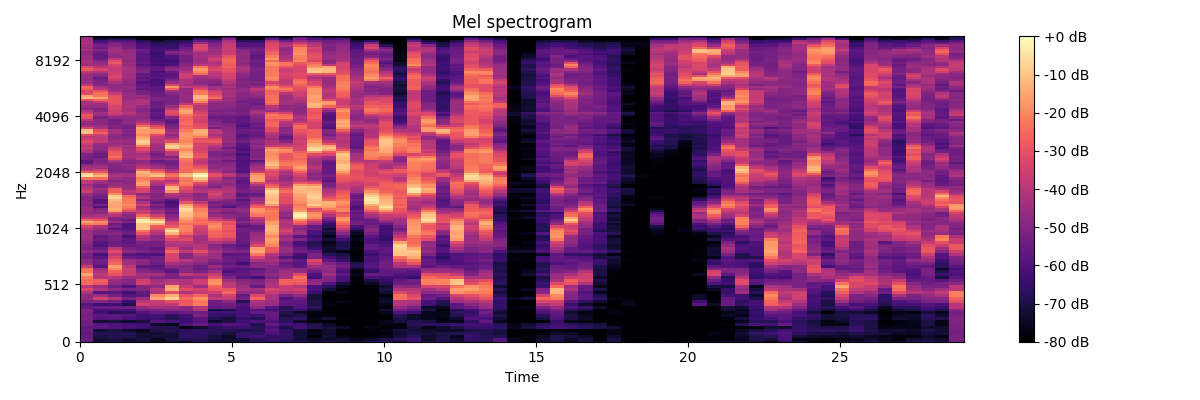 Mel spectrogram
Hz
8192
4096
2048
1024
512
0
0 5 10 15 20 25
Time
+0 dB
-10 dB
-20 dB
-30 dB
-40 dB
-50 dB
-60 dB
-70 dB
-80 dB